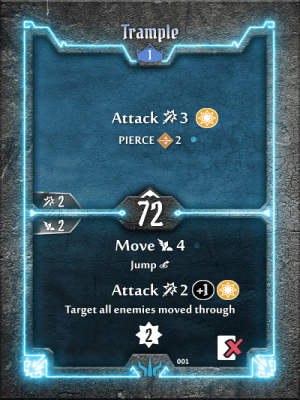 Trample
1
Attack 3
PIERCE 2
2
72
2
Move 4
Jump
Attack 2 +1
Target all enemies moved through
2
001